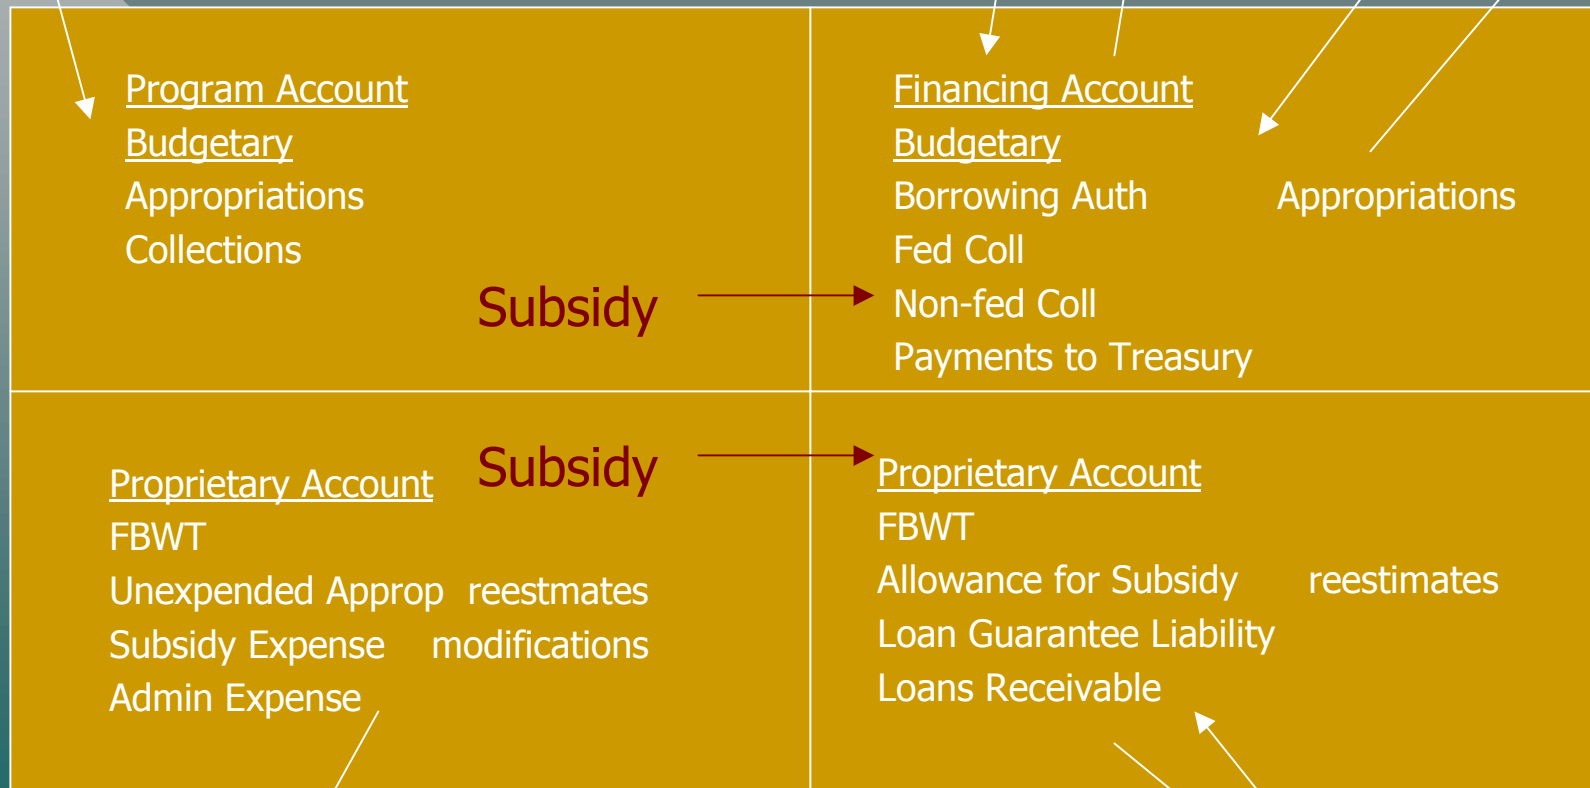 Program Account
Budgetary
Appropriations
Collections
Subsidy
Financing Account
Budgetary
Borrowing Auth Appropriations
Fed Coll
Non-fed Coll
Payments to Treasury
Subsidy
Proprietary Account
FBWT
Unexpended Approp reestmates
Subsidy Expense modifications
Admin Expense
Proprietary Account
FBWT
Allowance for Subsidy reestimates
Loan Guarantee Liability
Loans Receivable